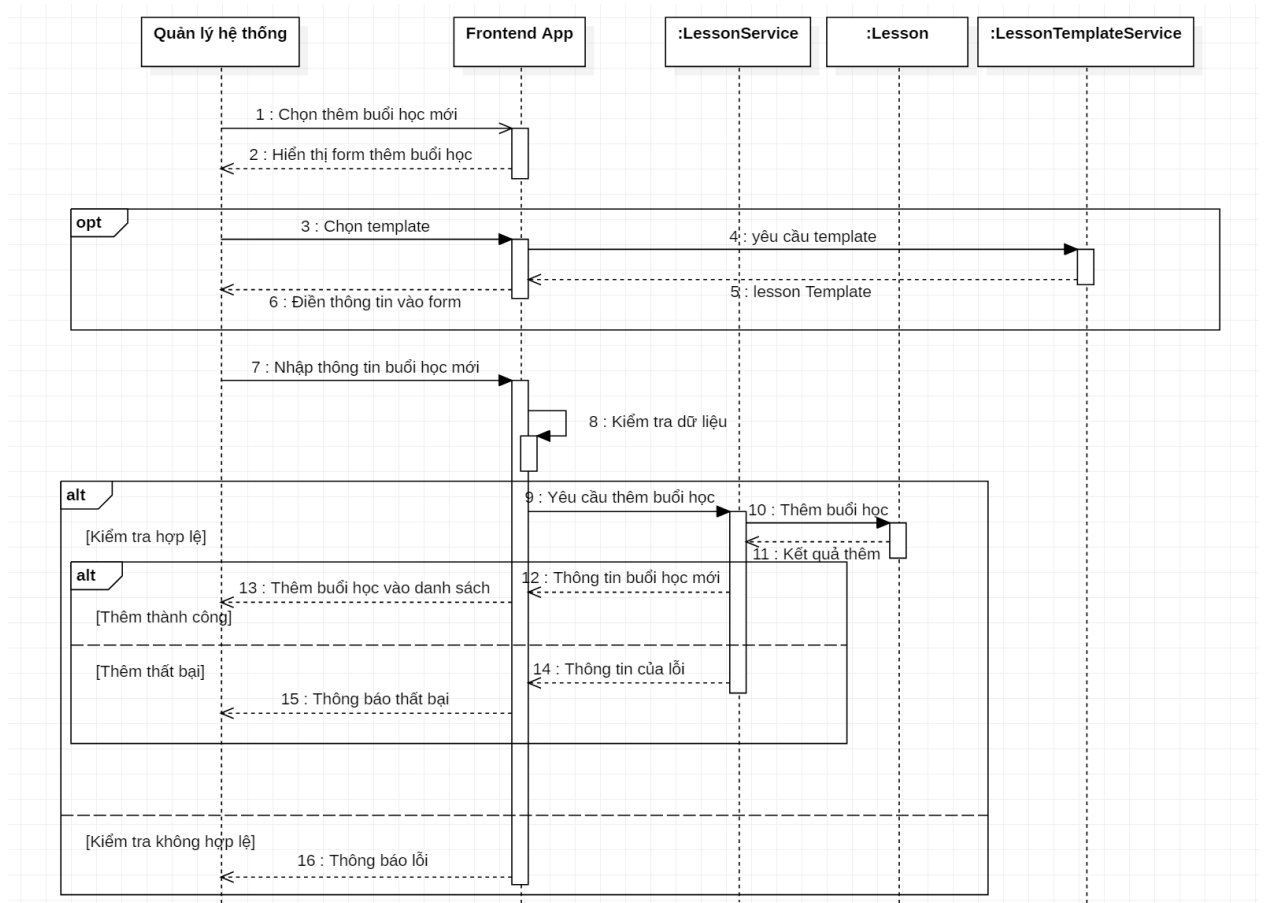 Quản lý hệ thống
Frontend App
:LessonService
:Lesson
:LessonTemplateService
1 : Chọn thêm buổi học mới
2 : Hiển thị form thêm buổi học
opt
3 : Chọn template
4 : yêu cầu template
5 : lesson Template
6 : Điền thông tin vào form
7 : Nhập thông tin buổi học mới
8 : Kiểm tra dữ liệu
alt
9 : Yêu cầu thêm buổi học
10 : Thêm buổi học
[Kiểm tra hợp lệ]
11 : Kết quả thêm
alt
12 : Thông tin buổi học mới
13 : Thêm buổi học vào danh sách
[Thêm thành công]
[Thêm thất bại]
14 : Thông tin của lỗi
15 : Thông báo thất bại
[Kiểm tra không hợp lệ]
16 : Thông báo lỗi